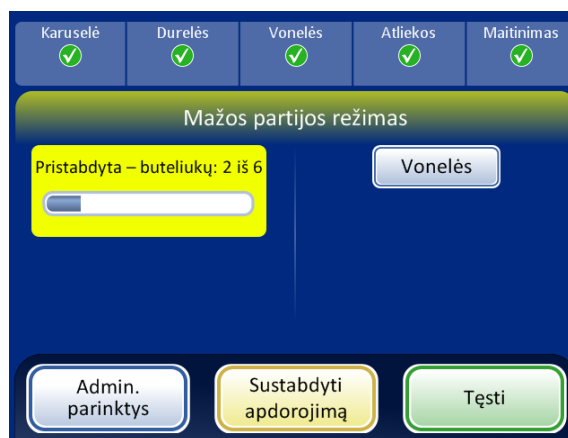 Karuselė
Durelės
Vonelės
Atliekos
Maitinimas
Mažos partijos režimas
Pristabdyta – buteliukų: 2 iš 6
Vonelės
Admin.
parinktys
Sustabdyti
apdorojimą
Tęsti